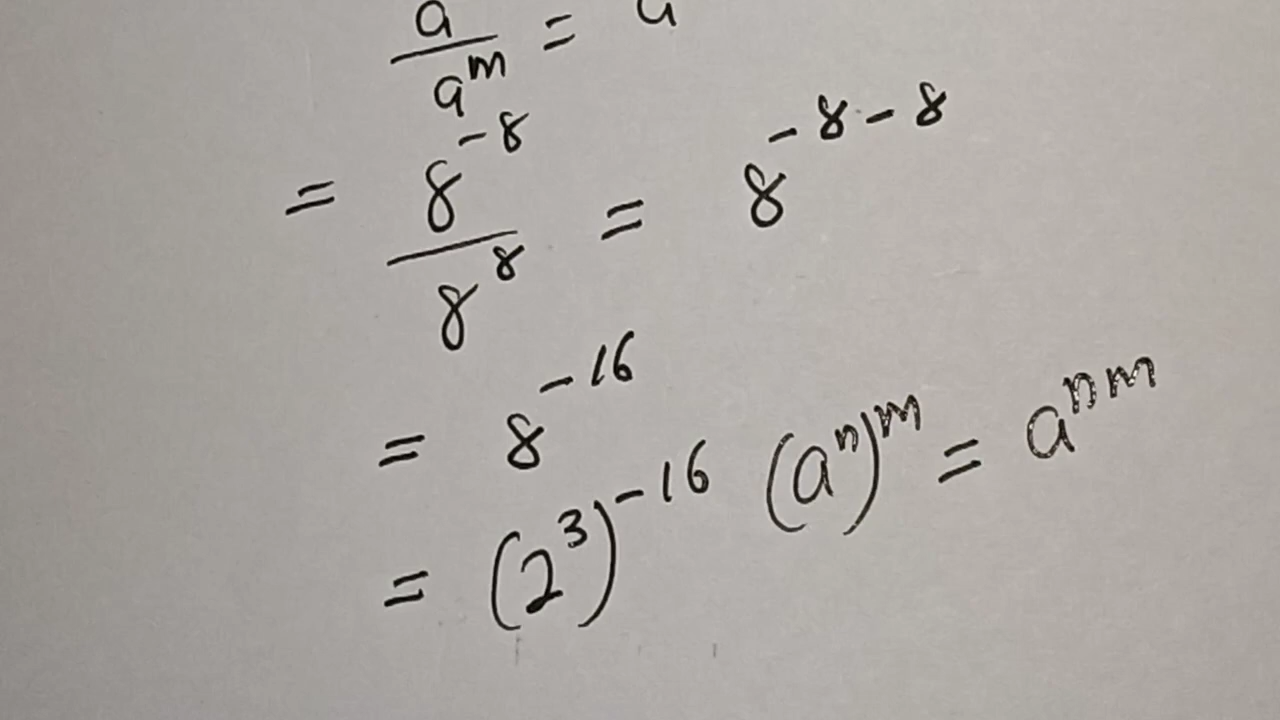 a/a^m = a
= 8^-8/8^8 = 8^-8-8
= 8^-16
= (2^3)^-16 (a^n)^m = a^nm